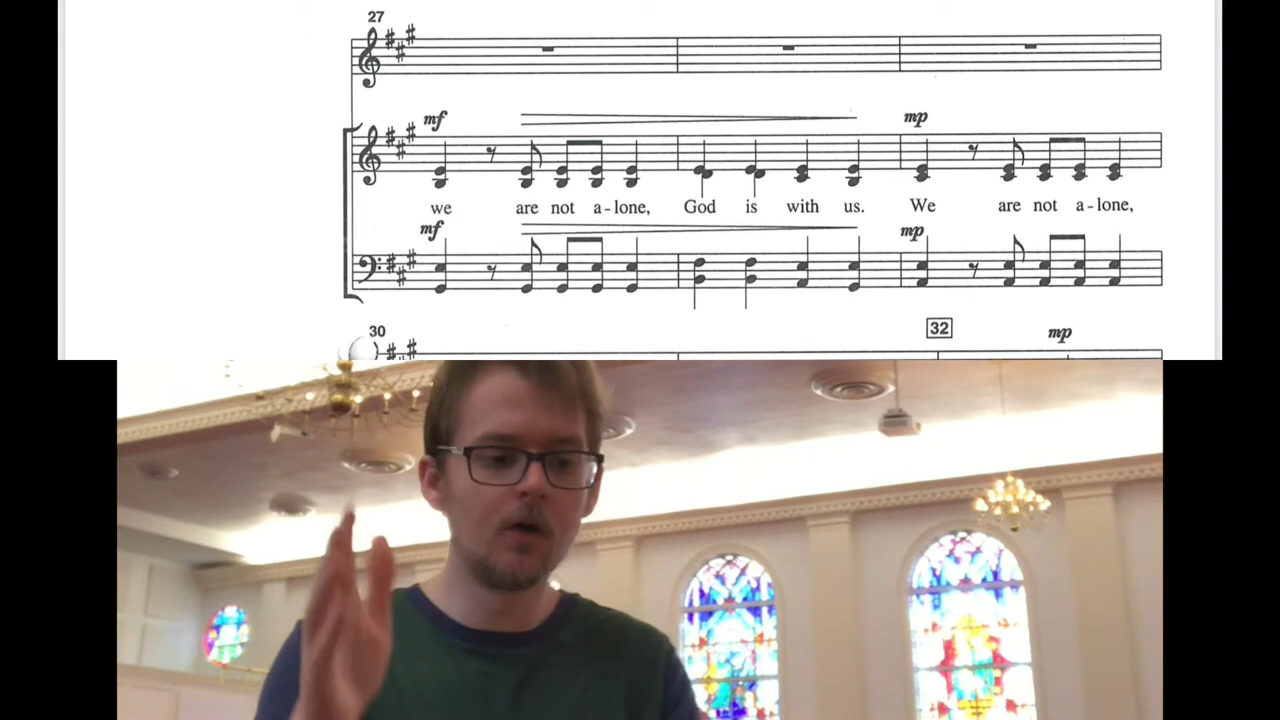 27
mf
we are not a-lone, God is with us. We are not a-lone,
mf mp
mp
30 32 mp